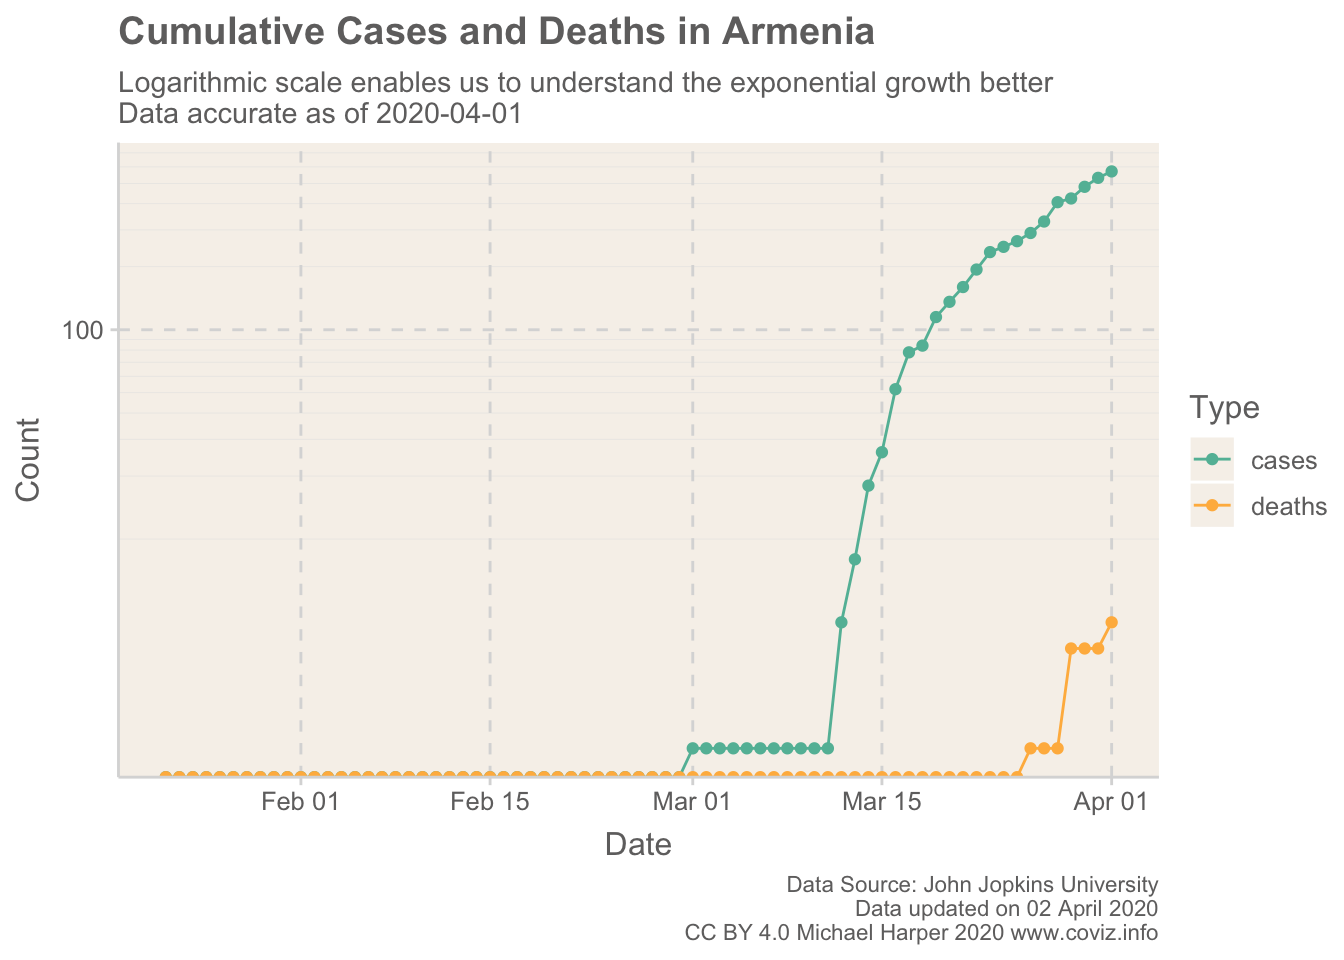 Cumulative Cases and Deaths in Armenia
Logarithmic scale enables us to understand the exponential growth better
Data accurate as of 2020-04-01
100
Count
Feb 01
Feb 15
Mar 01
Mar 15
Apr 01
Date
Type
cases
deaths
Data Source: John Jopkins University
Data updated on 02 April 2020
CC BY 4.0 Michael Harper 2020 www.coviz.info